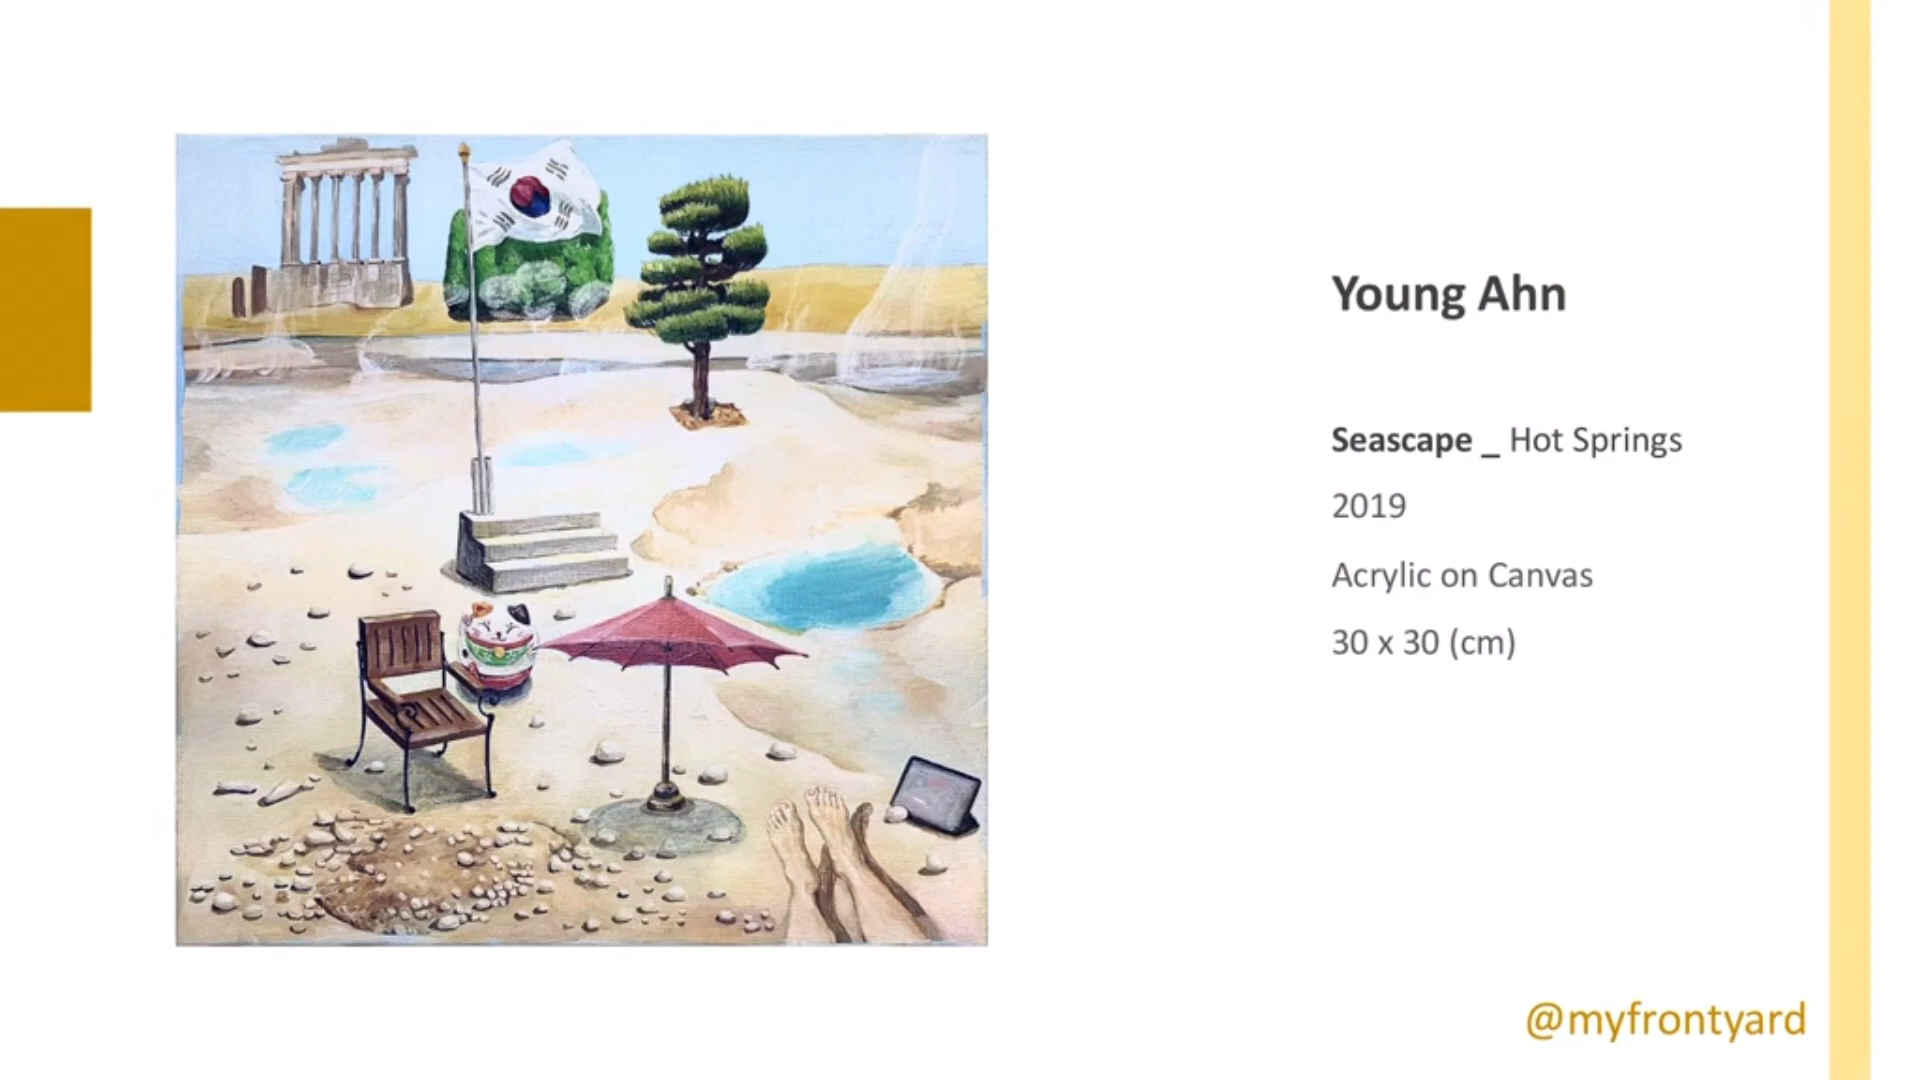 Young Ahn
Seascape _ Hot Springs
2019
Acrylic on Canvas
30 x 30 (cm)
@myfrontyard